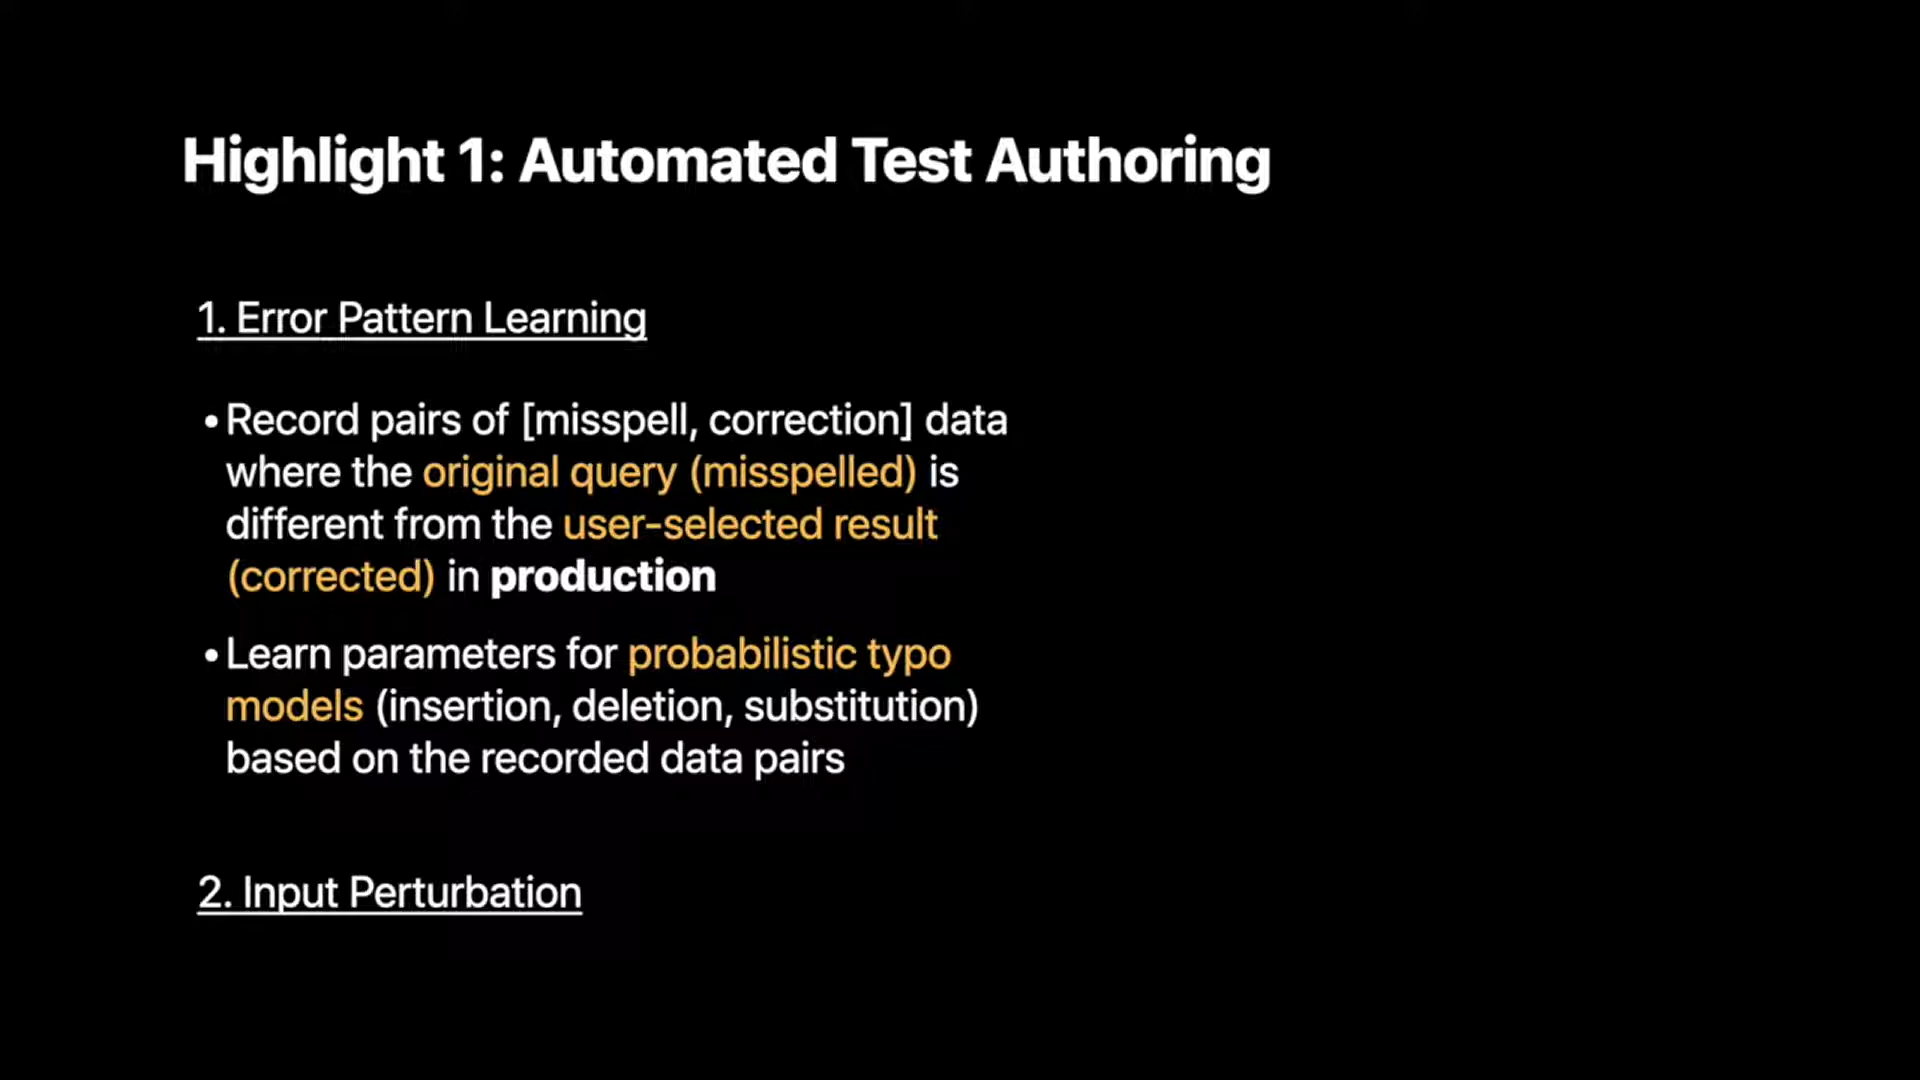 Highlight 1: Automated Test Authoring
1. Error Pattern Learning
•Record pairs of [misspell, correction] data
where the original query (misspelled) is
different from the user-selected result
(corrected) in production
•Learn parameters for probabilistic typo
models (insertion, deletion, substitution)
based on the recorded data pairs
2. Input Perturbation